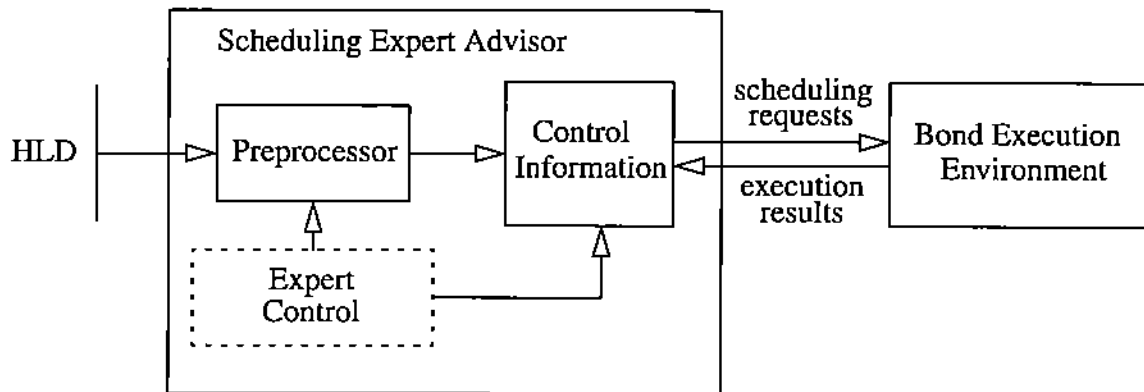 Scheduling Expert Advisor
HLD
Preprocessor
Control
Information
scheduling
requests
execution
results
Bond Execution
Environment
Expert
Control